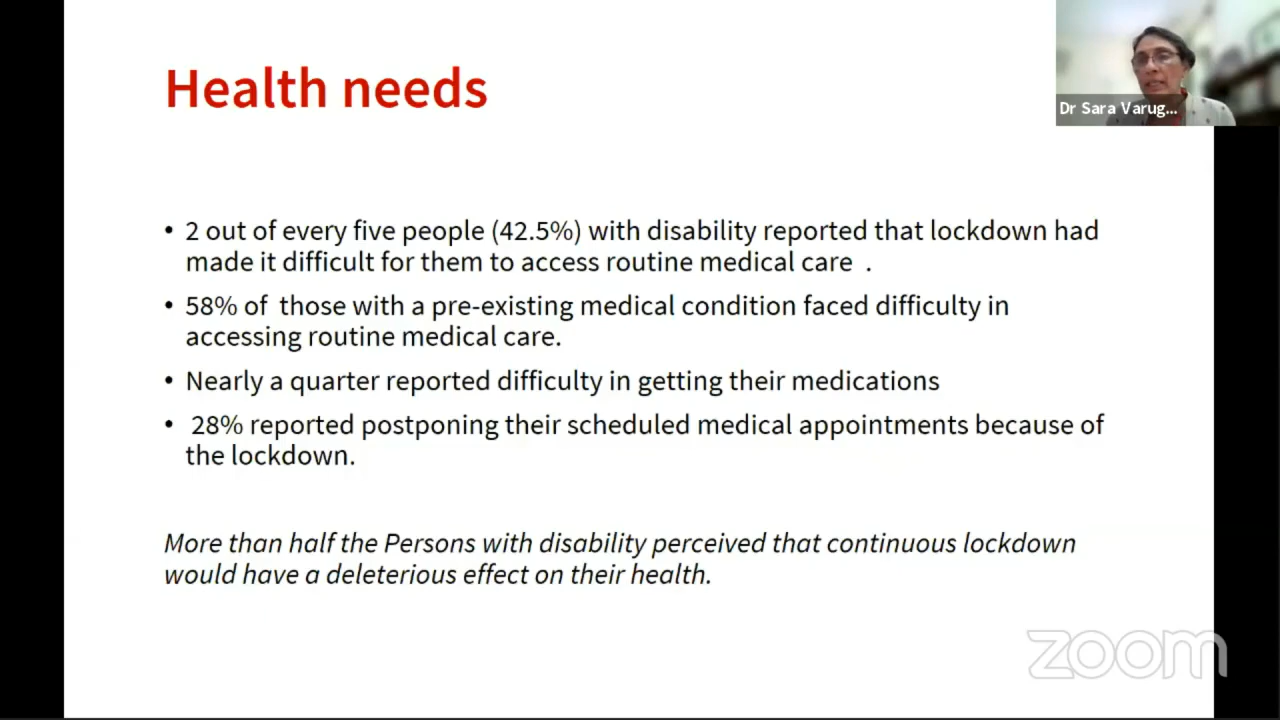 Health needs
Dr Sara Varug...
• 2 out of every five people (42.5%) with disability reported that lockdown had
made it difficult for them to access routine medical care .
• 58% of those with a pre-existing medical condition faced difficulty in
accessing routine medical care.
• Nearly a quarter reported difficulty in getting their medications
• 28% reported postponing their scheduled medical appointments because of
the lockdown.
More than half the Persons with disability perceived that continuous lockdown
would have a deleterious effect on their health.
zoom